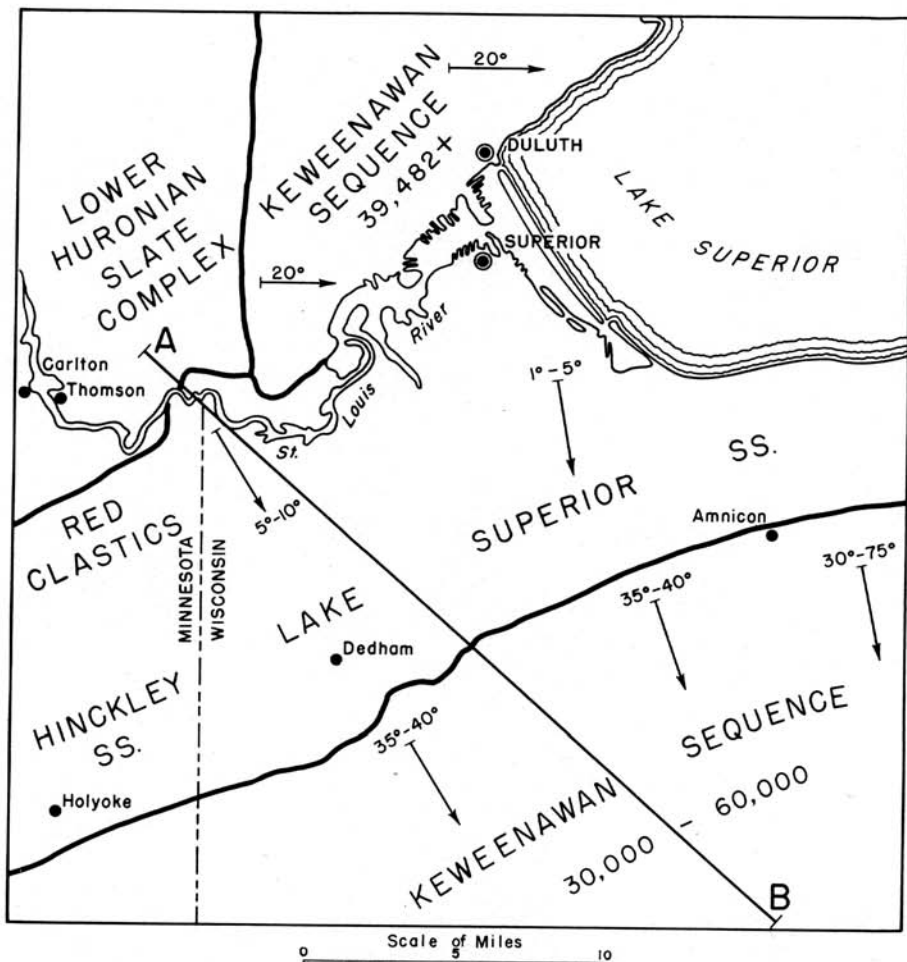 20°
KEWEENAWAN
SEQUENCE
39,482+
DULUTH
LOWER
HURONIAN
SLATE
COMPLEX
LAKE
SUPERIOR
SUPERIOR
20°
River
Louis
St.
A
Carlton
Thomson
1°-5°
SUPERIOR SS.
5°-10°
RED
CLASTICS
MINNESOTA
WISCONSIN
Amnicon
30°-75°
35°-40°
LAKE
Dedham
HINCKLEY
SS.
35°-40°
SEQUENCE
Holyoke
KEWEENAWAN
30,000 - 60,000
B
Scale of Miles
0 5 10